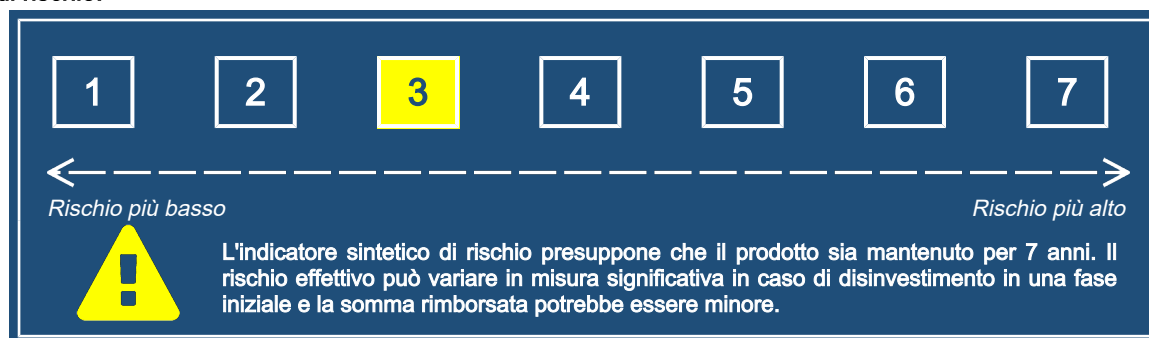 1 2 3 4 5 6 7
Rischio più basso Rischio più alto
L'indicatore sintetico di rischio presuppone che il prodotto sia mantenuto per 7 anni. Il
rischio effettivo può variare in misura significativa in caso di disinvestimento in una fase
iniziale e la somma rimborsata potrebbe essere minore.